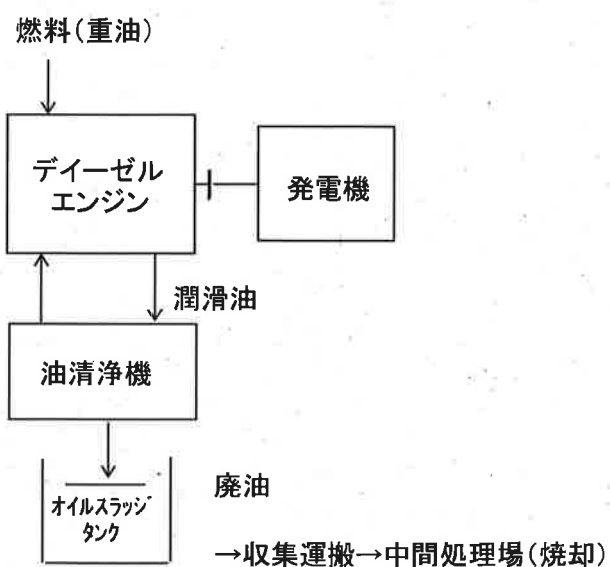 燃料(重油)
デイーゼル
エンジン
発電機
潤滑油
油清浄機
オイルスラッジ
タンク
廃油
→収集運搬→中間処理場(焼却)